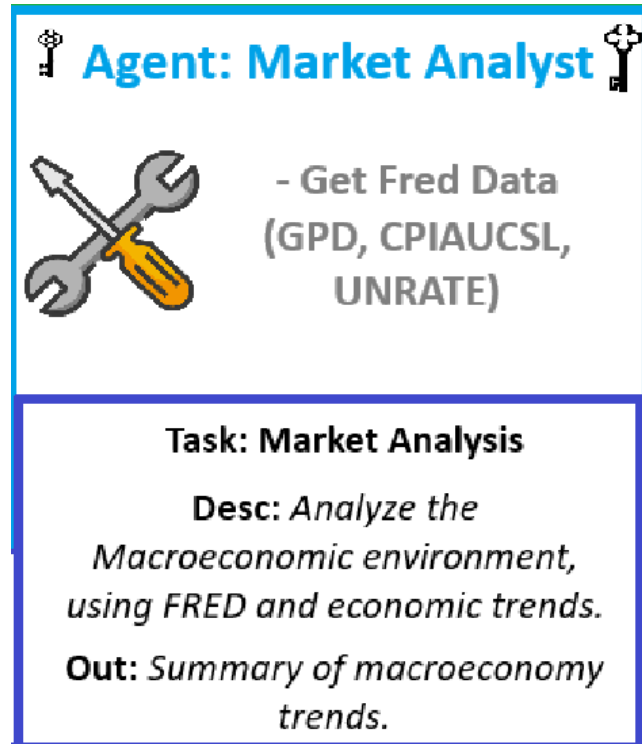 Agent: Market Analyst
- Get Fred Data
(GPD, CPIAUCSL,
UNRATE)
Task: Market Analysis
Desc: Analyze the
Macroeconomic environment,
using FRED and economic trends.
Out: Summary of macroeconomy
trends.